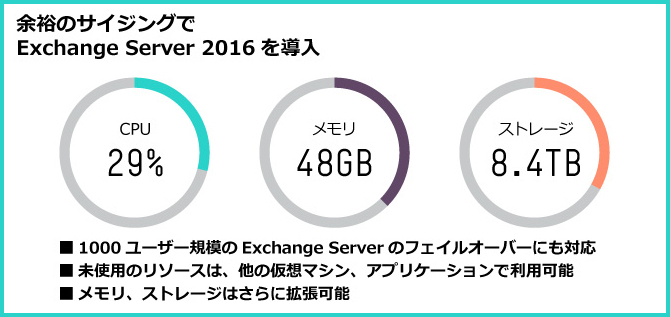 余裕のサイジングで
Exchange Server 2016 を導入
CPU
29%
メモリ
48GB
ストレージ
8.4TB
■ 1000 ユーザー規模の Exchange Server のフェイルオーバーにも対応
■ 未使用のリソースは、他の仮想マシン、アプリケーションで利用可能
■ メモリ、ストレージはさらに拡張可能